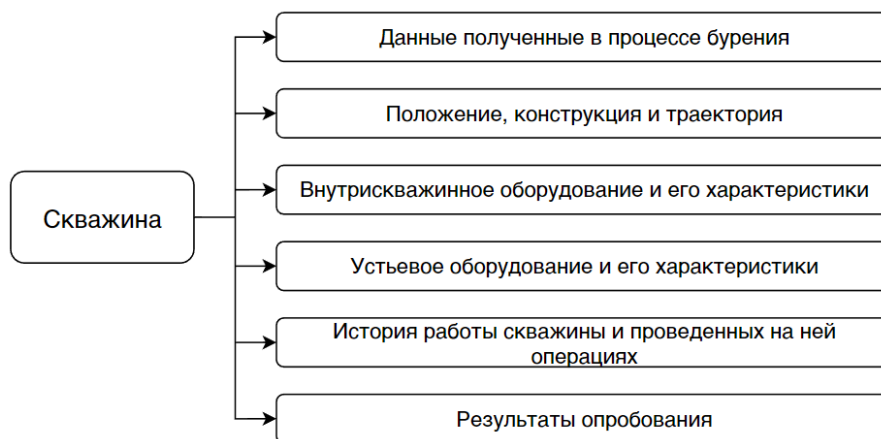 Данные полученные в процессе бурения
Положение, конструкция и траектория
Внутрискважинное оборудование и его характеристики
Скважина
Устьевое оборудование и его характеристики
История работы скважины и проведенных на ней
операциях
Результаты опробования